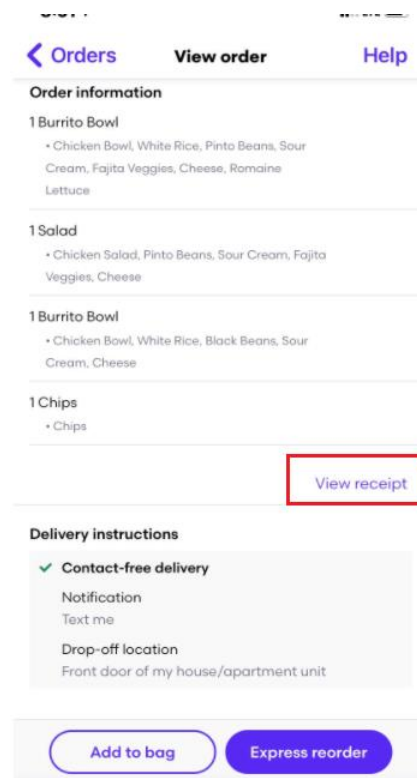 Orders
View order
Help
Order information
1 Burrito Bowl
• Chicken Bowl, White Rice, Pinto Beans, Sour
Cream, Fajita Veggies, Cheese, Romaine
Lettuce
1 Salad
• Chicken Salad, Pinto Beans, Sour Cream, Fajita
Veggies, Cheese
1 Burrito Bowl
• Chicken Bowl, White Rice, Black Beans, Sour
Cream, Cheese
1 Chips
• Chips
View receipt
Delivery instructions
Contact-free delivery
Notification
Text me
Drop-off location
Front door of my house/apartment unit
Add to bag
Express reorder